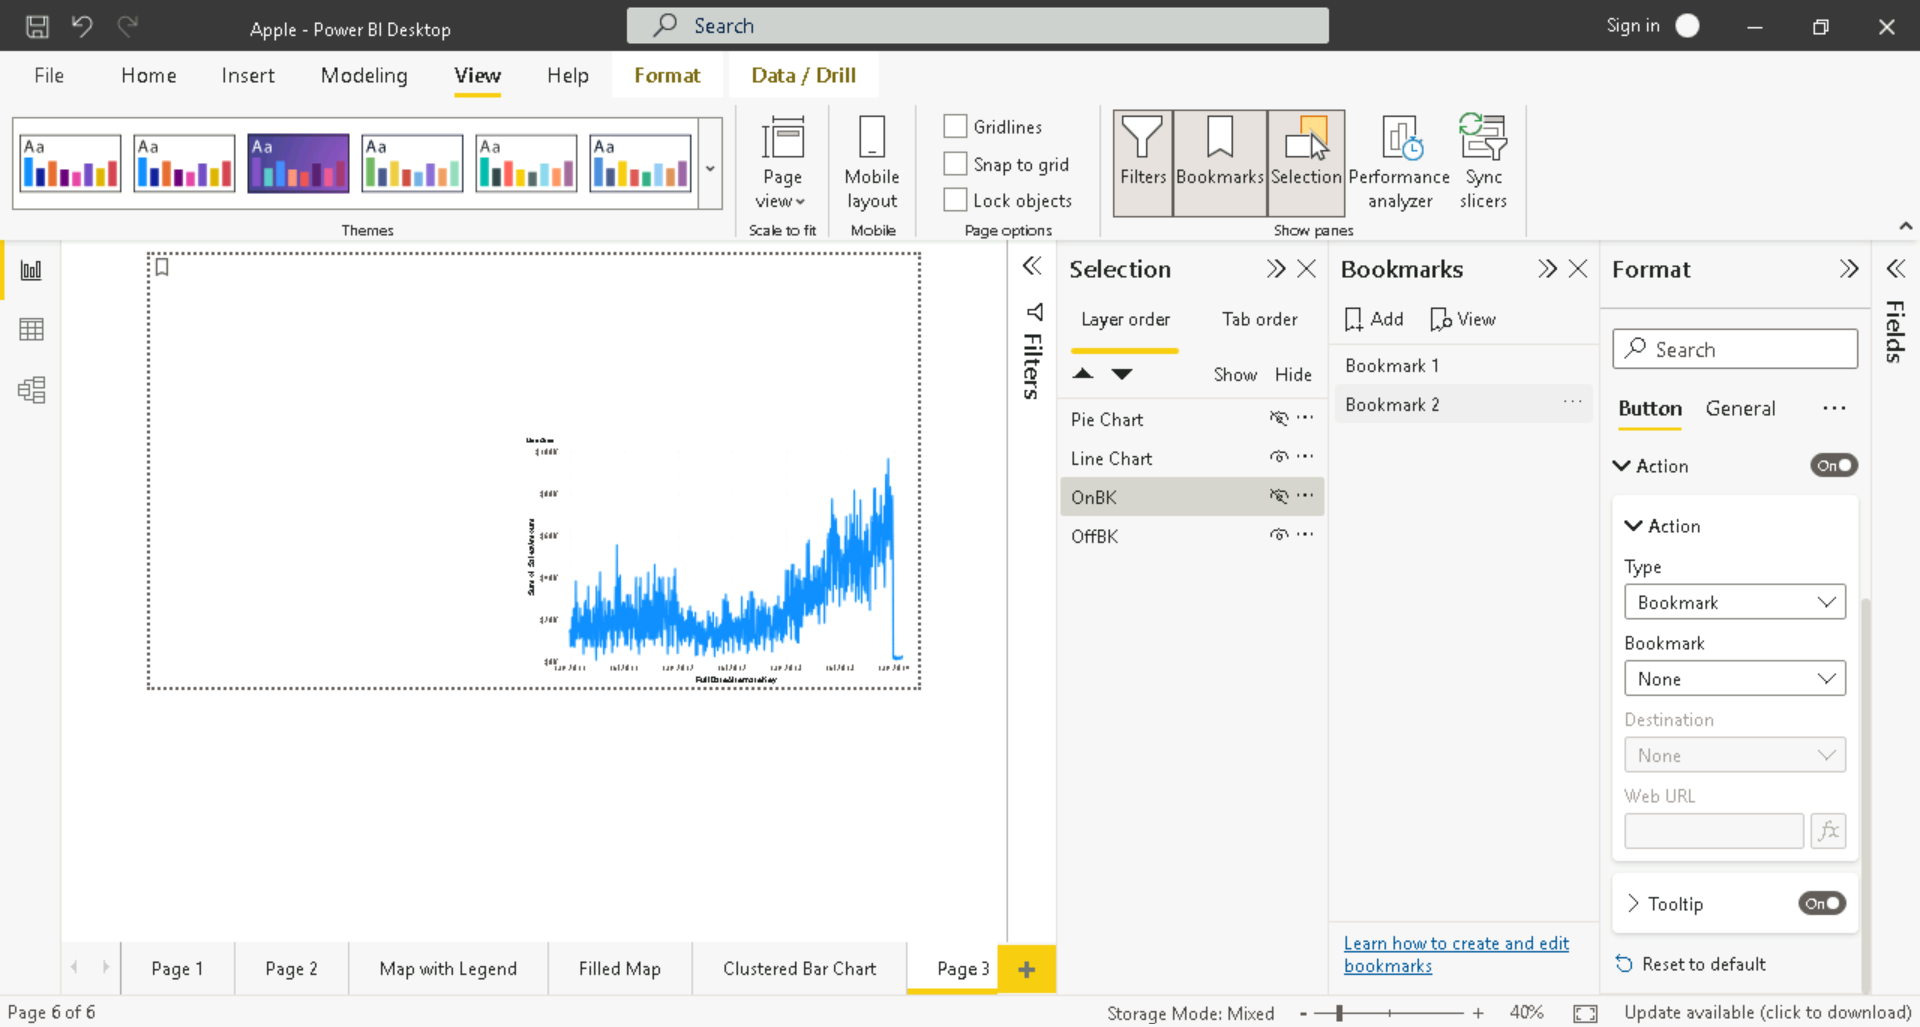 Apple - Power BI Desktop
Search
Sign in
File
Home
Insert
Modeling
View
Help
Format
Data / Drill
Aa
Aa
Aa
Aa
Aa
Aa
Themes
Page
view
Scale to fit
Mobile
layout
Mobile
Gridlines
Snap to grid
Lock objects
Page options
Filters
Bookmarks
Selection
Performance
analyzer
Sync
slicers
Show panes
Filters
Selection
Layer order
Tab order
Show
Hide
Pie Chart
Line Chart
OnBK
OffBK
Bookmarks
Add
View
Bookmark 1
Bookmark 2
Learn how to create and edit
bookmarks
Format
Search
Button
General
Action
On
Action
Type
Bookmark
Bookmark
None
Destination
None
Web URL
fx
Tooltip
On
Reset to default
Fields
Page 1
Page 2
Map with Legend
Filled Map
Clustered Bar Chart
Page 3
Page 6 of 6
Storage Mode: Mixed
-
+
40%
Update available (click to download)